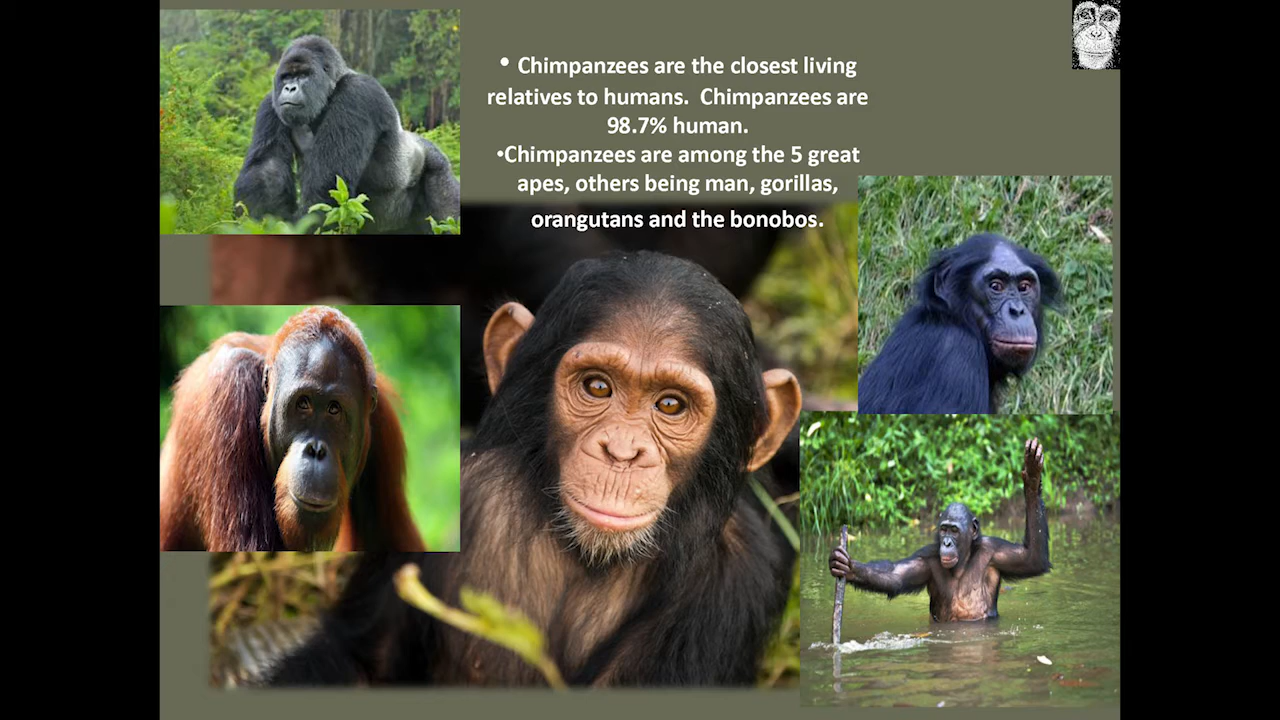 • Chimpanzees are the closest living
relatives to humans.  Chimpanzees are
98.7% human.
•Chimpanzees are among the 5 great
apes, others being man, gorillas,
orangutans and the bonobos.